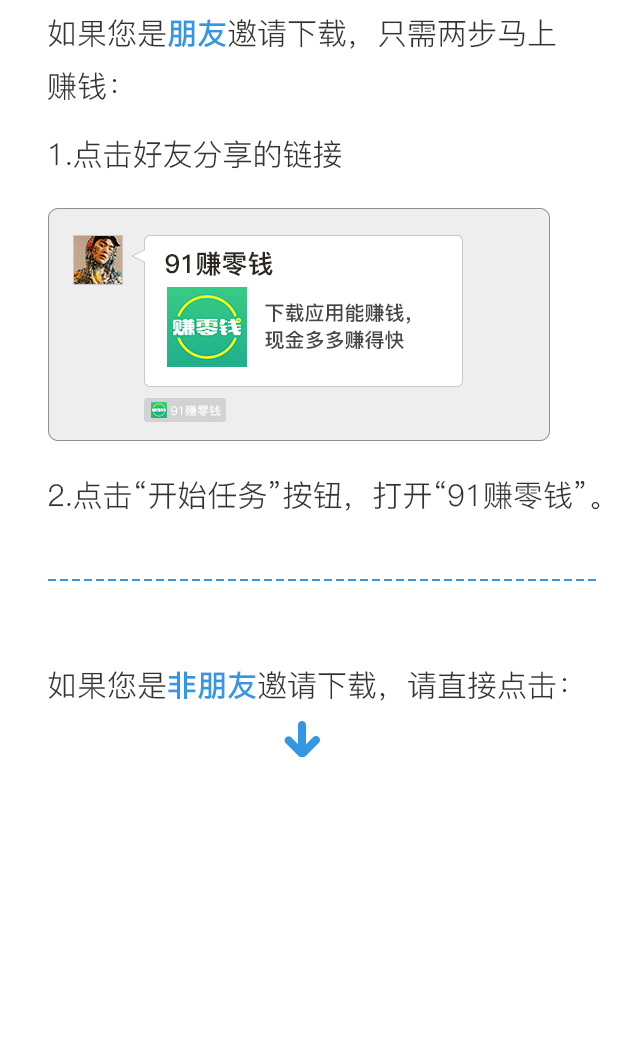 如果您是朋友邀请下载，只需两步马上
赚钱：
1.点击好友分享的链接
91赚零钱
赚零钱
下载应用能赚钱，
现金多多赚得快
91赚零钱
2.点击“开始任务”按钮，打开“91赚零钱”。
如果您是非朋友邀请下载，请直接点击：